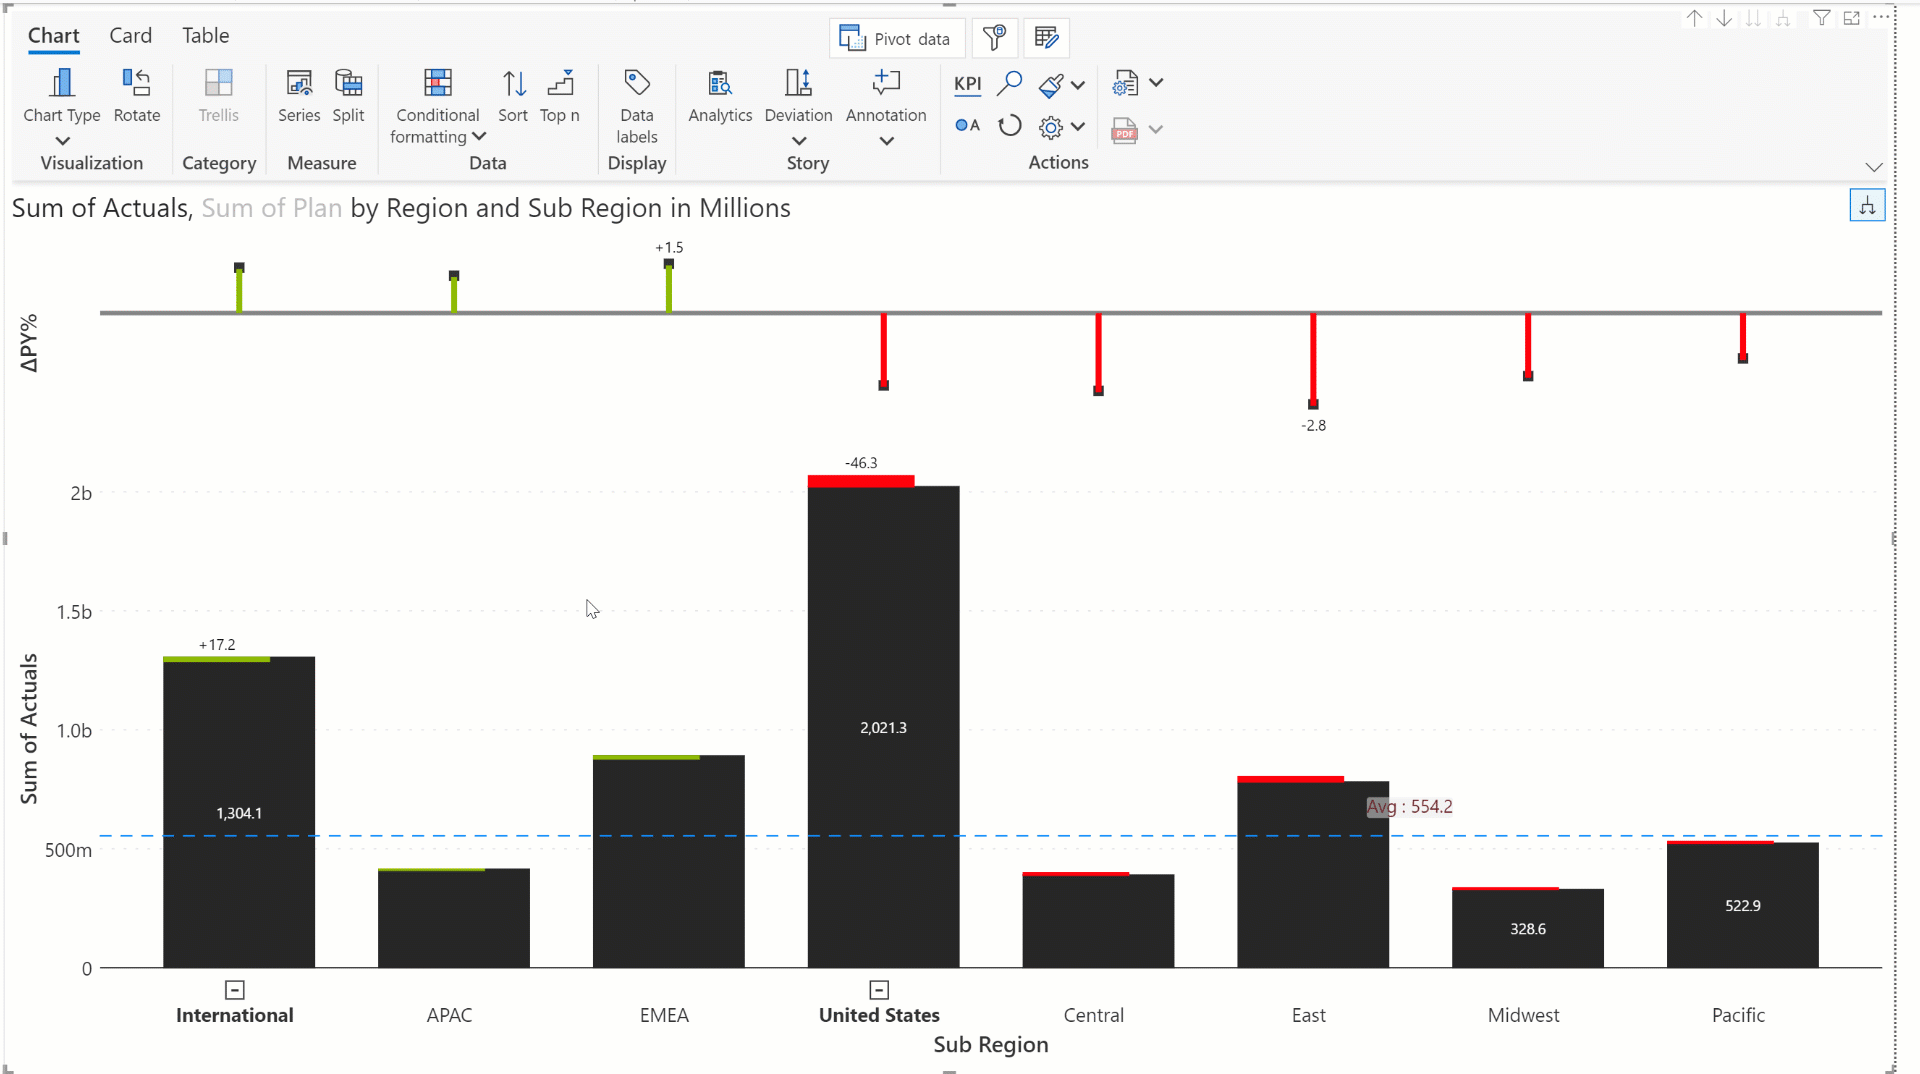 Chart Card Table
Pivot data
Chart Type Rotate
Visualization
Trellis
Category
Series Split
Measure
Conditional formatting Sort Top n
Data
Data labels
Display
Analytics Deviation Annotation
Story
KPI
A
PDF
Actions
Sum of Actuals, Sum of Plan by Region and Sub Region in Millions
+1.5
ΔPY%
-2.8
-46.3
2b
1.5b
+17.2
1.0b
2,021.3
Sum of Actuals
1,304.1
Avg : 554.2
500m
522.9
328.6
0
International APAC EMEA United States Central East Midwest Pacific
Sub Region